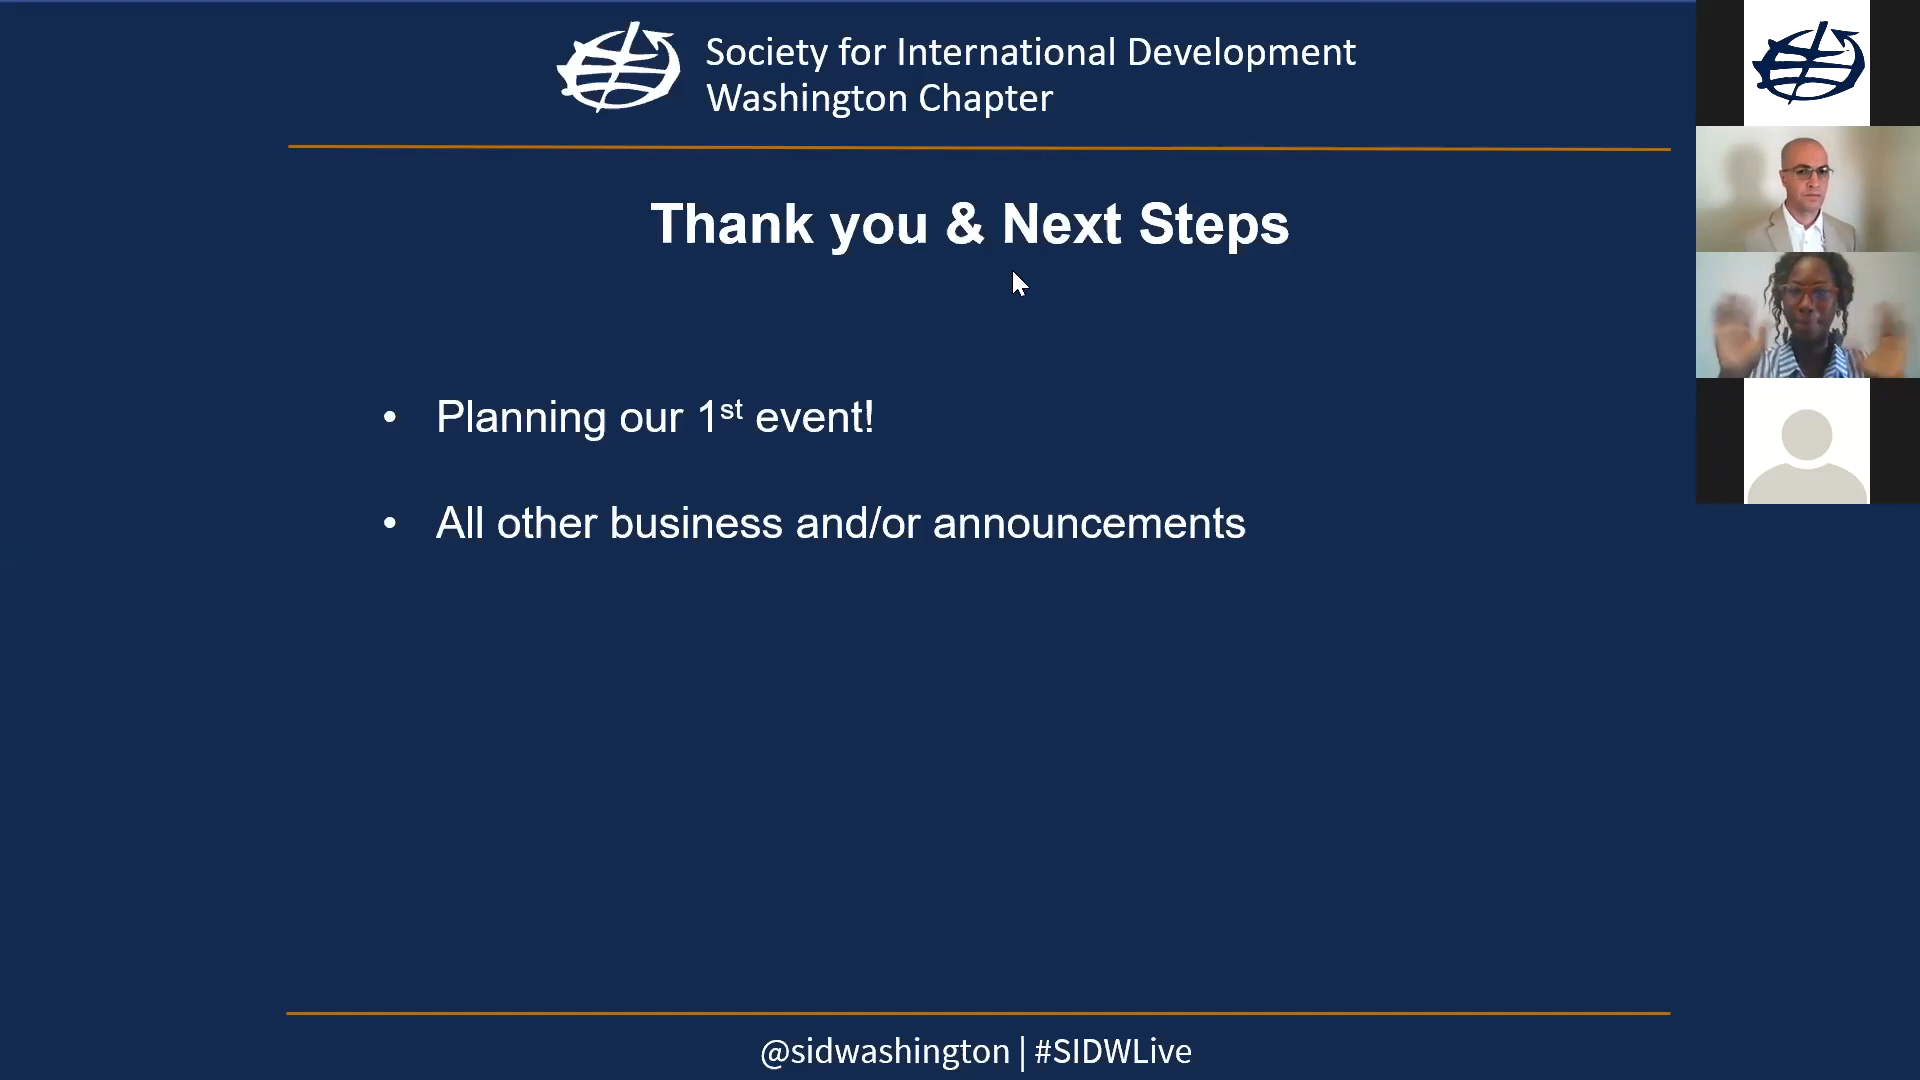 Society for International Development
Washington Chapter
Thank you & Next Steps
• Planning our 1st event!
• All other business and/or announcements
@sidwashington | #SIDWLive